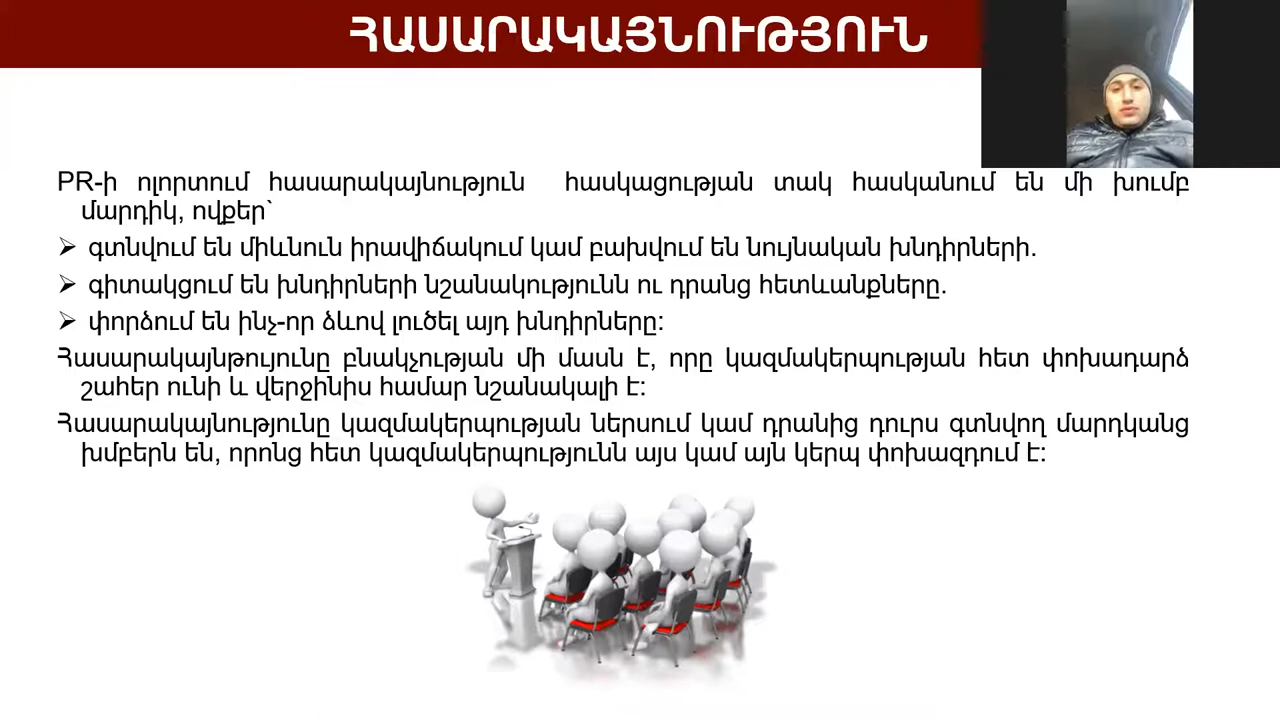 ՀԱՍԱՐԱԿԱՅՆՈՒԹՅՈՒՆ
PR-ի ոլորտում հասարակայնություն հասկացության տակ հասկանում են մի խումբ
մարդիկ, ովքեր`
գտնվում են միևնուն իրավիճակում կամ բախվում են նույնական խնդիրների.
գիտակցում են խնդիրների նշանակությունն ու դրանց հետևանքները.
փորձում են ինչ-որ ձևով լուծել այդ խնդիրները:
Հասարակայնթույունը բնակչության մի մասն է, որը կազմակերպության հետ փոխադարձ
շահեր ունի և վերջինիս համար նշանակալի է:
Հասարակայնությունը կազմակերպության ներսում կամ դրանից դուրս գտնվող մարդկանց
խմբերն են, որոնց հետ կազմակերպությունն այս կամ այն կերպ փոխազդում է: